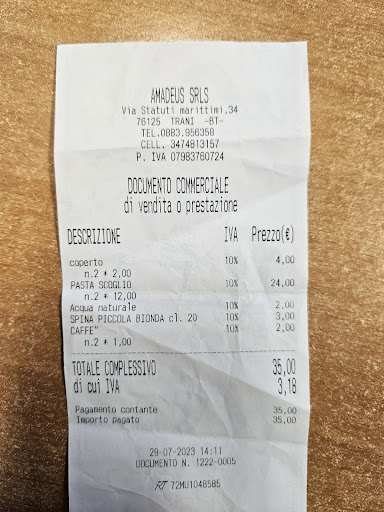 AMADEUS SRLS
Via Statuti marittimi,34
76125 TRANI -BT-
TEL.0883.956358
CELL. 3474813157
P. IVA 07983760724
DOCUMENTO COMMERCIALE
di vendita o prestazione
DESCRIZIONE IVA Prezzo(€)
coperto 10% 4,00
n.2 * 2,00
PASTA SCOGLIO 10% 24,00
n.2 * 12,00
Acqua naturale 10% 2,00
SPINA PICCOLA BIONDA cl. 20 10% 3,00
CAFFE" 10% 2,00
n.2 * 1,00
TOTALE COMPLESSIVO 35,00
di cui IVA 3,18
Pagamento contante 35,00
Importo pagato 35,00
29-07-2023 14:11
DOCUMENTO N. 1222-0005
RT 72MU1048585